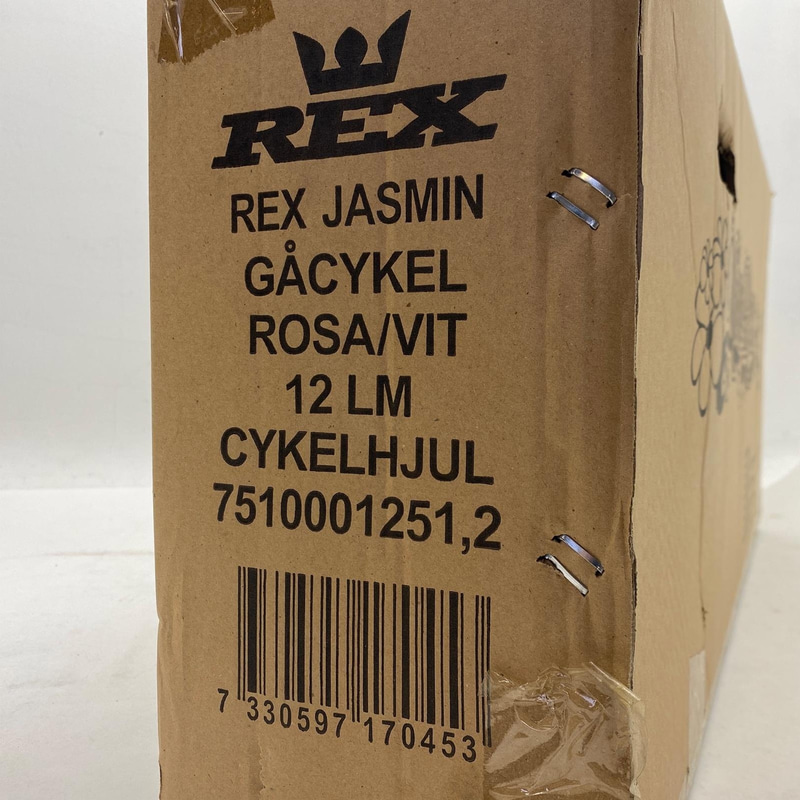 REX
REX JASMIN
GÅCYKEL
ROSA/VIT
12 LM
CYKELHJUL
7510001251,2
7 330597 170453